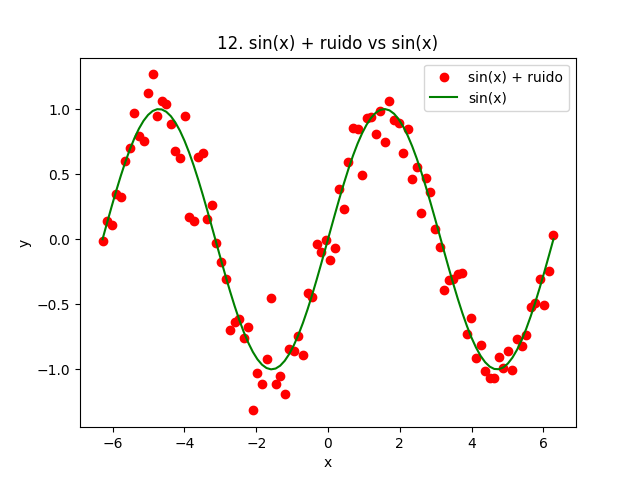 12. sin(x) + ruido vs sin(x)
sin(x) + ruido
sin(x)
1.0
0.5
0.0
−0.5
−1.0
y
−6 −4 −2 0 2 4 6
x